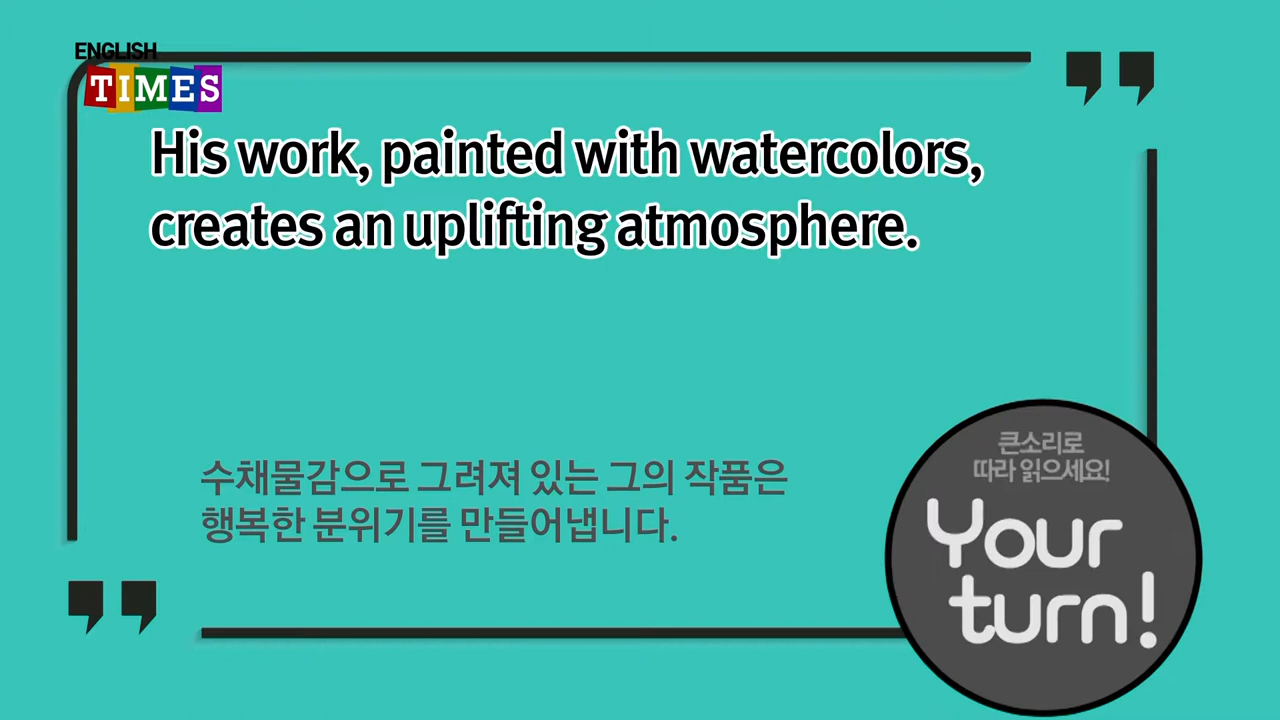 ENGLISH
TIMES
His work, painted with watercolors,
creates an uplifting atmosphere.
수채물감으로 그려져 있는 그의 작품은
행복한 분위기를 만들어냅니다.
큰소리로
따라 읽으세요!
Your
turn!